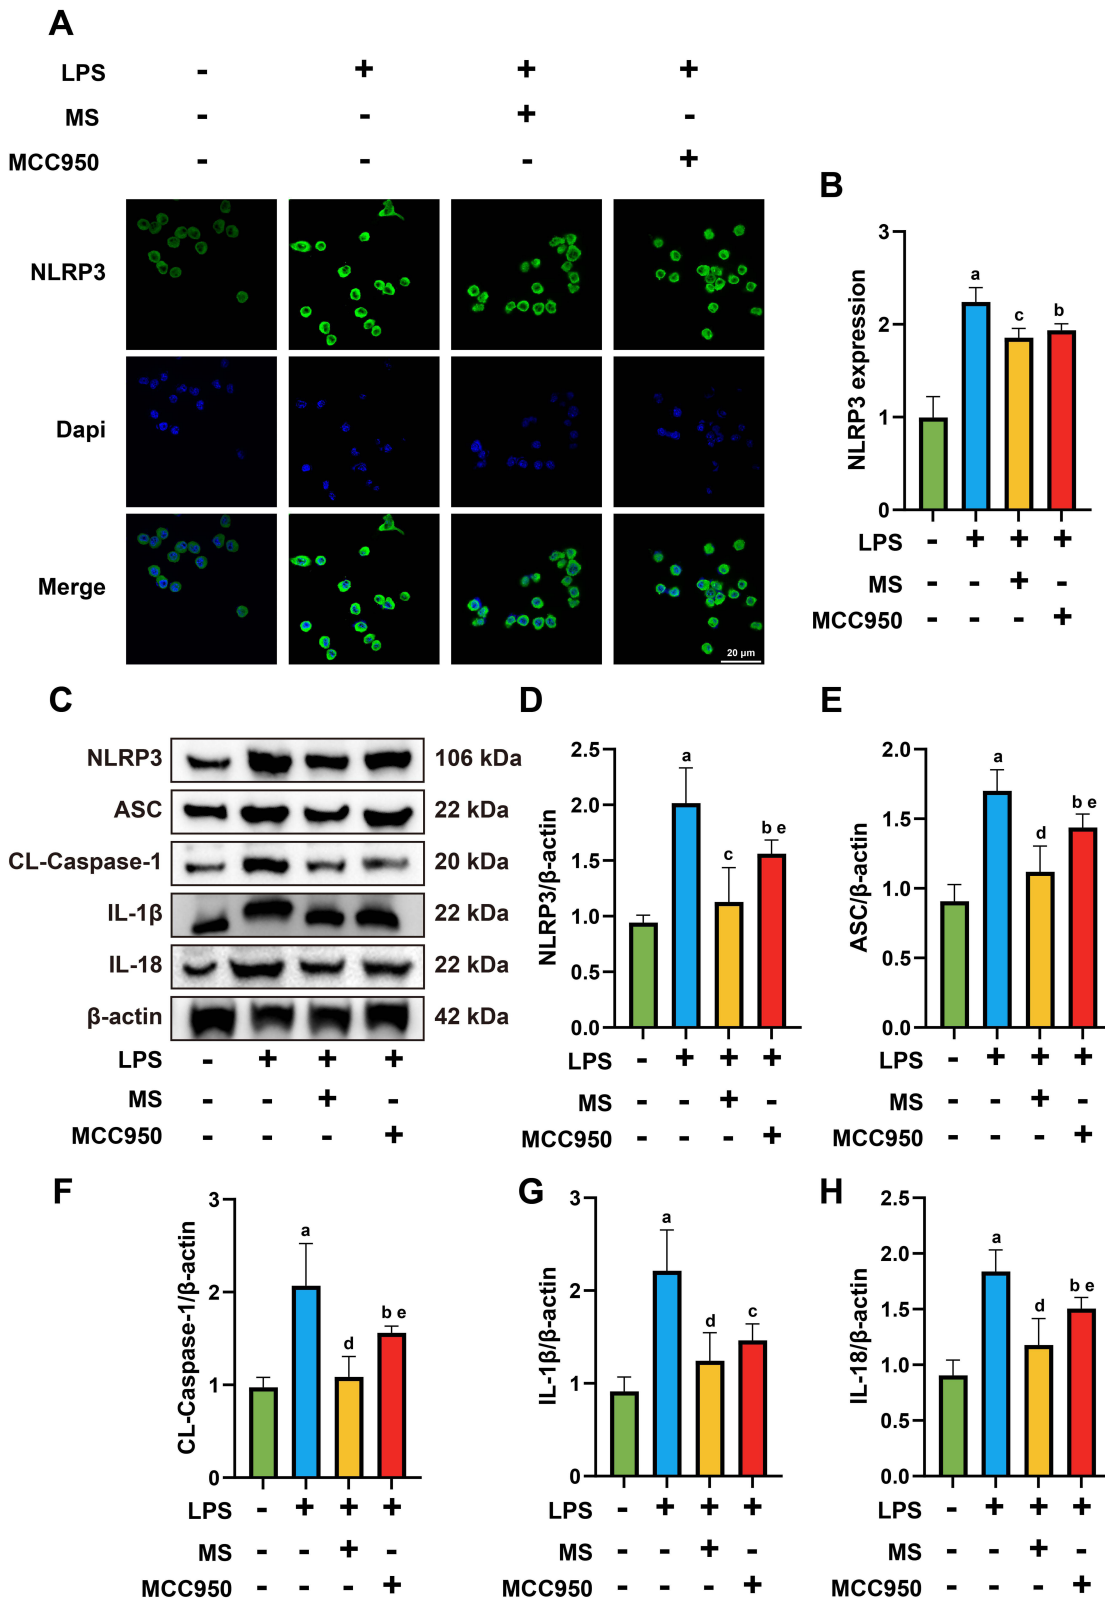 A
LPS - + + +
MS - - + -
MCC950 - - - +
NLRP3
Dapi
Merge
20 μm
B
NLRP3 expression
3
2
1
0
a
c
b
LPS - + + +
MS - - + -
MCC950 - - - +
C
NLRP3 106 kDa
ASC 22 kDa
CL-Caspase-1 20 kDa
IL-1β 22 kDa
IL-18 22 kDa
β-actin 42 kDa
LPS - + + +
MS - - + -
MCC950 - - - +
D
NLRP3/β-actin
2.5
2.0
1.5
1.0
0.5
0.0
a
c
b e
LPS - + + +
MS - - + -
MCC950 - - - +
E
ASC/β-actin
2.0
1.5
1.0
0.5
0.0
a
d
b e
LPS - + + +
MS - - + -
MCC950 - - - +
F
CL-Caspase-1/β-actin
3
2
1
0
a
d
b e
LPS - + + +
MS - - + -
MCC950 - - - +
G
IL-1β/β-actin
3
2
1
0
a
d
c
LPS - + + +
MS - - + -
MCC950 - - - +
H
IL-18/β-actin
2.5
2.0
1.5
1.0
0.5
0.0
a
d
b e
LPS - + + +
MS - - + -
MCC950 - - - +